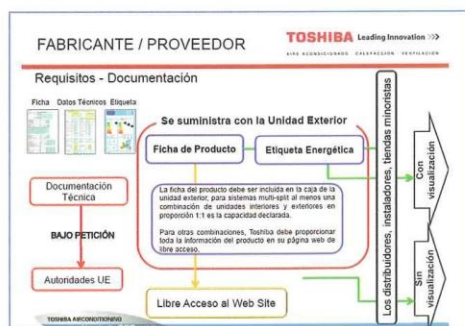 FABRICANTE / PROVEEDOR
TOSHIBA Leading Innovation >>>
AIRE ACONDICIONADO CALEFACCIÓN VENTILACIÓN
Requisitos - Documentación
Ficha Datos Técnicos Etiqueta
Se suministra con la Unidad Exterior
Ficha de Producto
Etiqueta Energética
Documentación
Técnica
La ficha del producto debe ser incluida en la caja de la
unidad exterior, para sistemas multi-split al menos una
combinación de unidades interiores y exteriores en
proporción 1:1 es la capacidad declarada.
Para otras combinaciones, Toshiba debe proporcionar
toda la información del producto en su página web de
libre acceso.
BAJO PETICIÓN
Autoridades UE
Libre Acceso al Web Site
Los distribuidores, instaladores, tiendas minoristas
Con
visualización
Sin
visualización
TOSHIBA AIRCONDITIONING